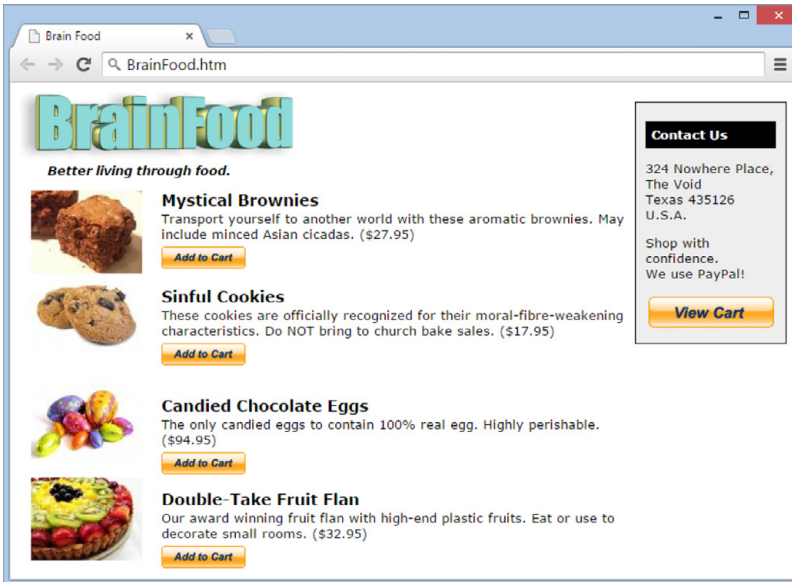 Brain Food
BrainFood.htm
BrainFood
Better living through food.
Mystical Brownies
Transport yourself to another world with these aromatic brownies. May
include minced Asian cicadas. ($27.95)
Add to Cart
Sinful Cookies
These cookies are officially recognized for their moral-fibre-weakening
characteristics. Do NOT bring to church bake sales. ($17.95)
Add to Cart
Candied Chocolate Eggs
The only candied eggs to contain 100% real egg. Highly perishable.
($94.95)
Add to Cart
Double-Take Fruit Flan
Our award winning fruit flan with high-end plastic fruits. Eat or use to
decorate small rooms. ($32.95)
Add to Cart
Contact Us
324 Nowhere Place,
The Void
Texas 435126
U.S.A.
Shop with
confidence.
We use PayPal!
View Cart